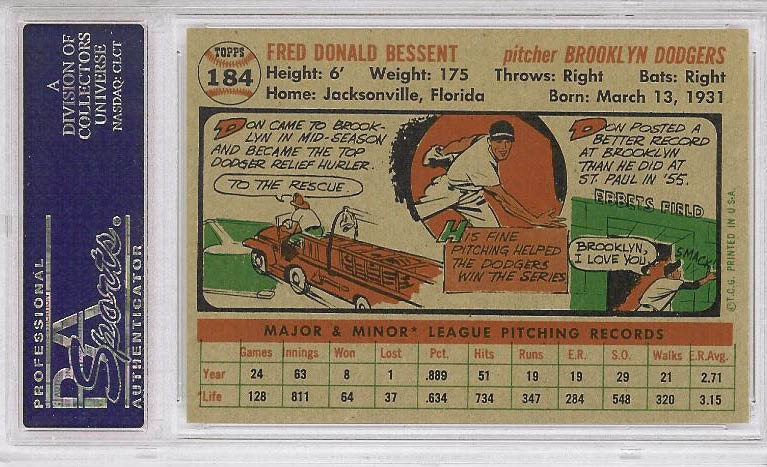 A
DIVISION OF
COLLECTORS
UNIVERSE
NASDAQ: CLCT
PROFESSIONAL
PSA
Sports.
AUTHENTICATOR
TOPPS
184
FRED DONALD BESSENT pitcher BROOKLYN DODGERS
Height: 6' Weight: 175 Throws: Right Bats: Right
Home: Jacksonville, Florida Born: March 13, 1931
DON CAME TO BROOK-
LYN IN MID-SEASON
AND BECAME THE TOP
DODGER RELIEF HURLER.
TO THE RESCUE
HIS FINE
PITCHING HELPED
THE DODGERS
WIN THE SERIES
DON POSTED A
BETTER RECORD
AT BROOKLYN
THAN HE DID AT
ST. PAUL IN '55.
EBBETS FIELD
BROOKLYN,
I LOVE YOU
SMACK!
©T.C.G. PRINTED IN U.S.A.
MAJOR & MINOR* LEAGUE PITCHING RECORDS
Games Innings Won Lost Pct. Hits Runs E.R. S.O. Walks E.R.Avg.
Year 24 63 8 1 .889 51 19 19 29 21 2.71
*Life 128 811 64 37 .634 734 347 284 548 320 3.15